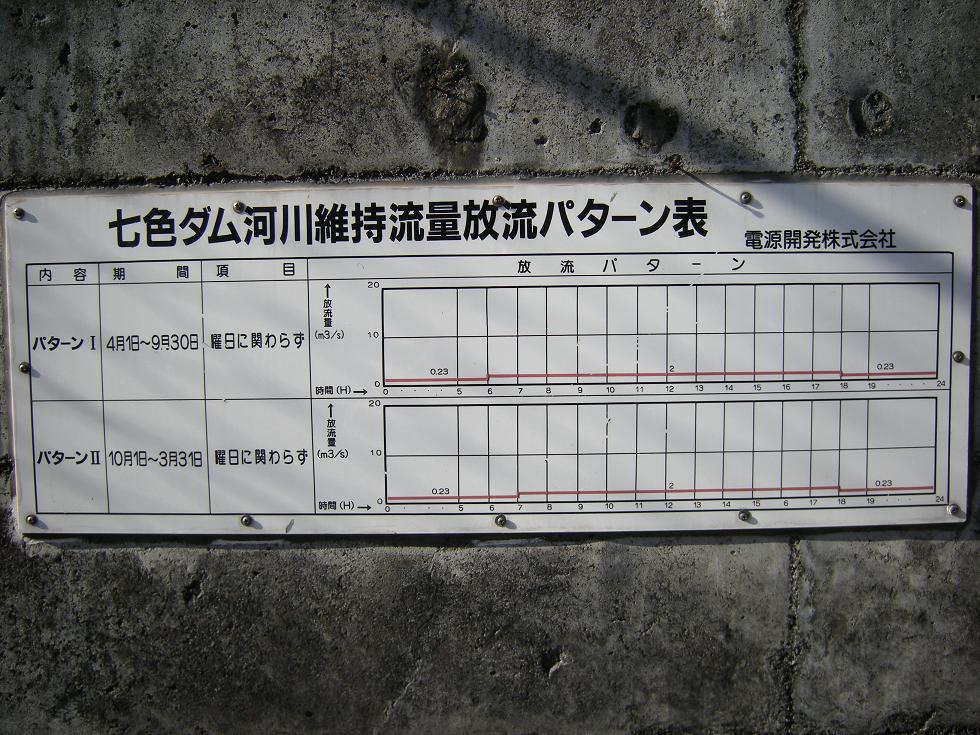 七色ダム河川維持流量放流パターン表
電源開発株式会社
内容 期間 項目 放流パターン
パターンⅠ 4月1日〜9月30日 曜日に関わらず
↑放流量(m3/s)
20
10
0
0.23 2 0.23
時間(H)→ 0 ・・・・ 5 6 7 8 9 10 11 12 13 14 15 16 17 18 19 ・・・・ 24
パターンⅡ 10月1日〜3月31日 曜日に関わらず
↑放流量(m3/s)
20
10
0
0.23 2 0.23
時間(H)→ 0 ・・・・ 5 6 7 8 9 10 11 12 13 14 15 16 17 18 19 ・・・・ 24